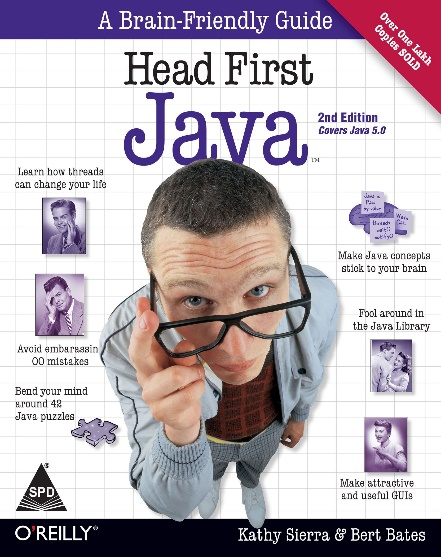 A Brain-Friendly Guide
Over One Lakh
Copies SOLD
Head First
Java™
2nd Edition
Covers Java 5.0
Learn how threads
can change your life
Make Java concepts
stick to your brain
Fool around in
the Java Library
Avoid embarassin
OO mistakes
Bend your mind
around 42
Java puzzles
Make attractive
and useful GUIs
SPD®
O'REILLY®
Kathy Sierra & Bert Bates